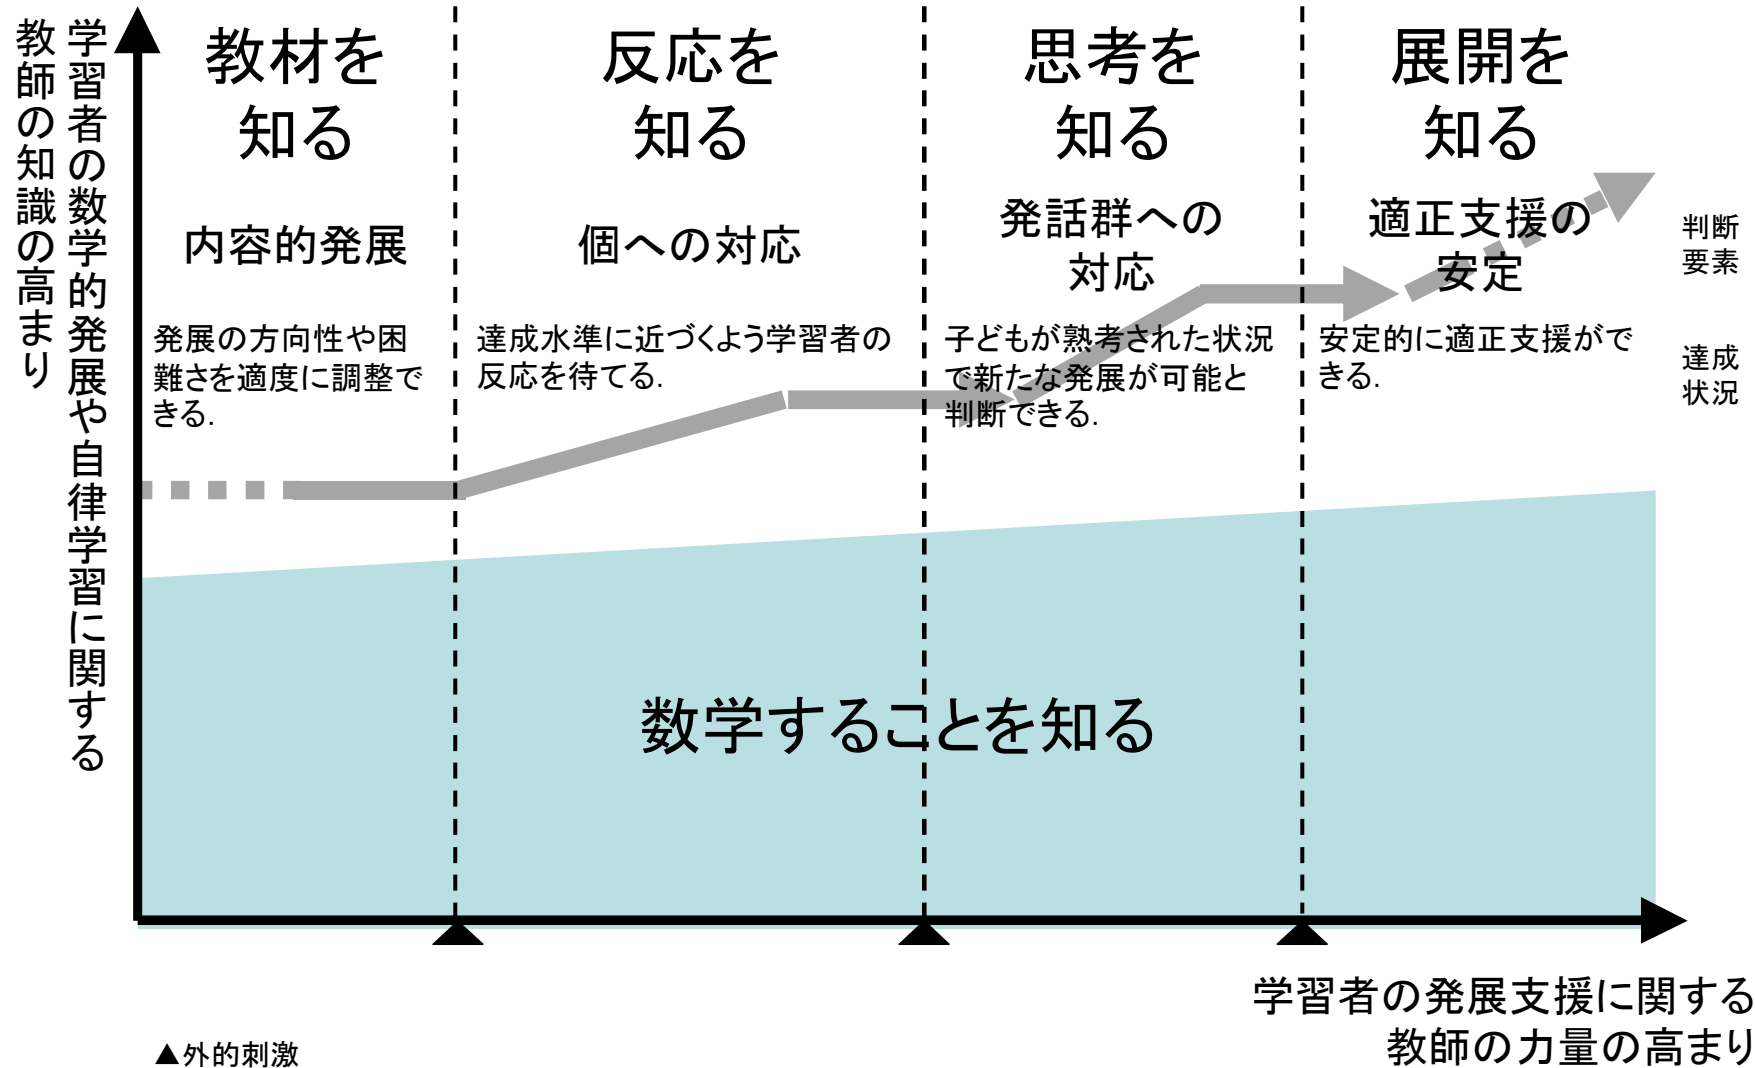 学習者の数学的発展や自律学習に関する
教師の知識の高まり
教材を
知る
反応を
知る
思考を
知る
展開を
知る
内容的発展
個への対応
発話群への
対応
適正支援の
安定
判断
要素
発展の方向性や困
難さを適度に調整で
きる.
達成水準に近づくよう学習者の
反応を待てる.
子どもが熟考された状況
で新たな発展が可能と
判断できる.
安定的に適正支援がで
きる.
達成
状況
数学することを知る
学習者の発展支援に関する
教師の力量の高まり
▲外的刺激